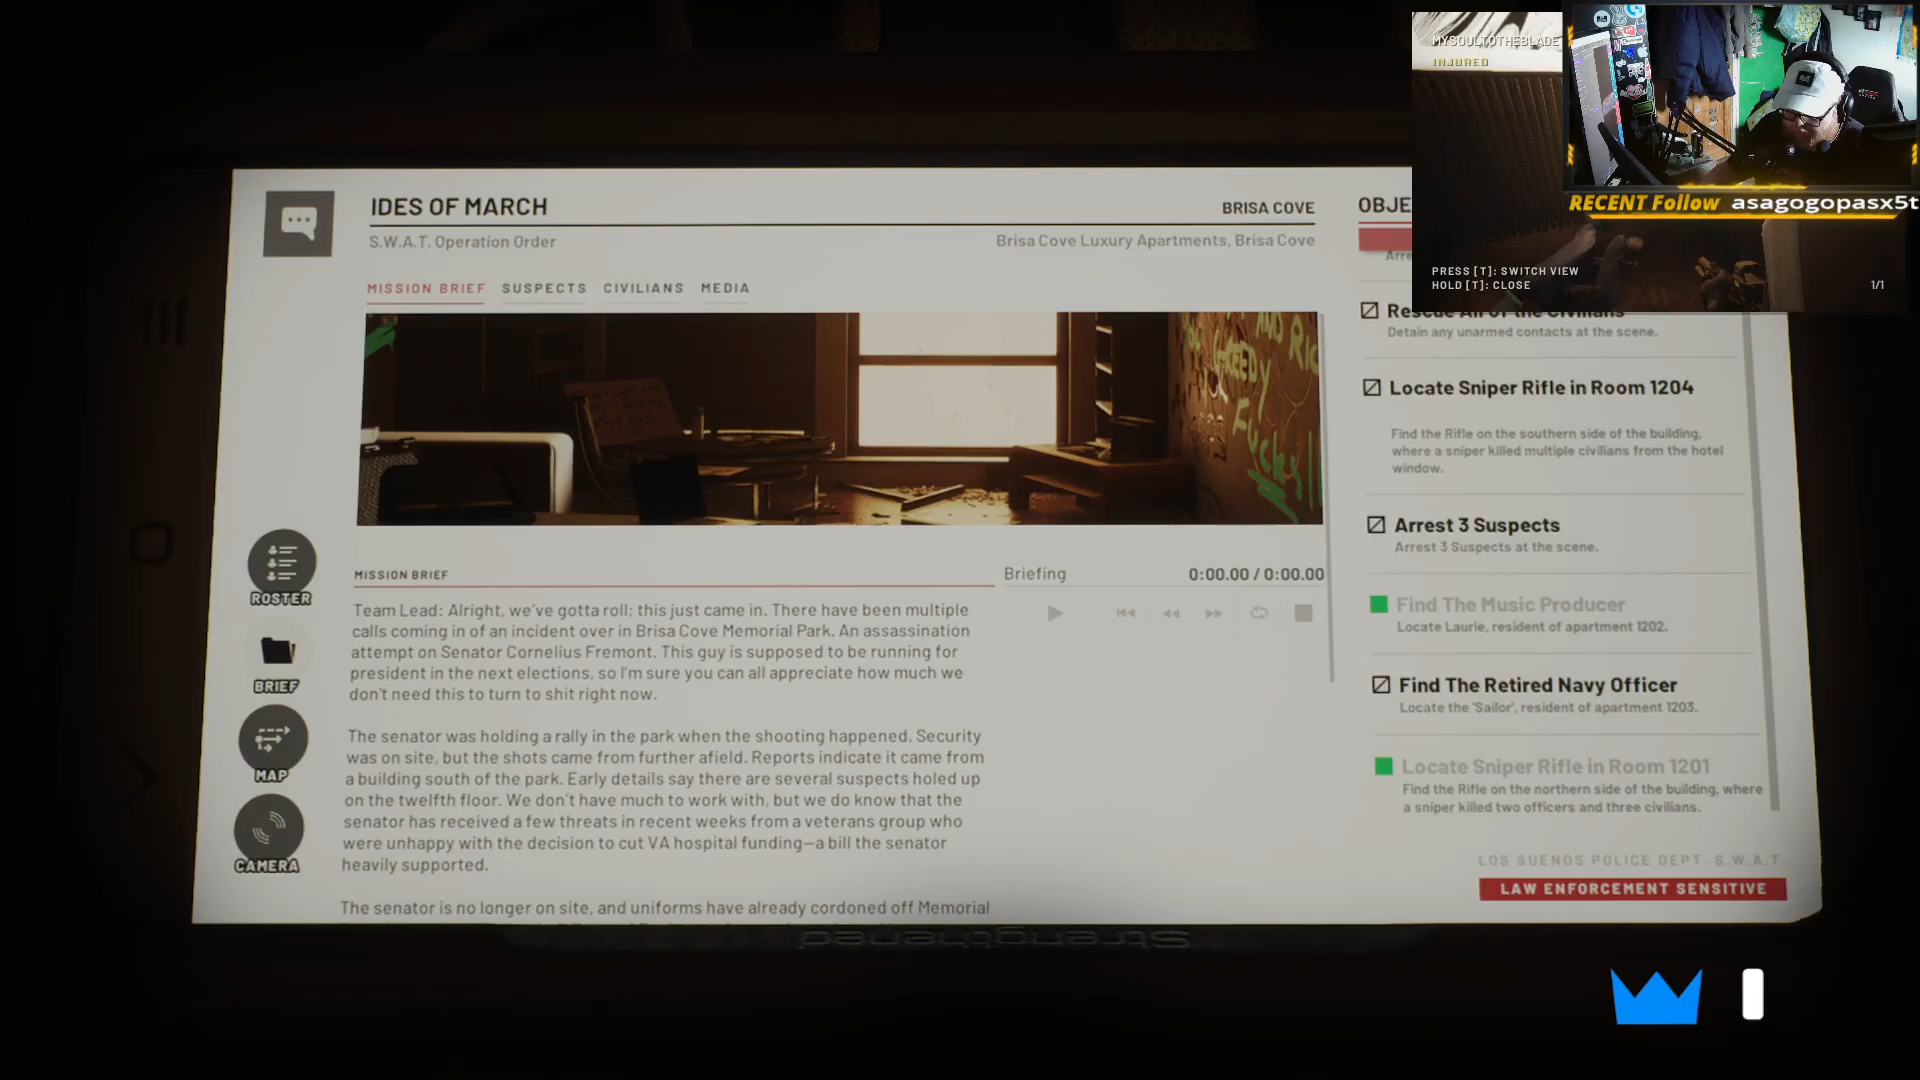 MYSOULTOTHEBLADE
INJURED
RECENT Follow asagogopasx5t
PRESS [T]: SWITCH VIEW
HOLD [T]: CLOSE
1/1
IDES OF MARCH
BRISA COVE
S.W.A.T. Operation Order
Brisa Cove Luxury Apartments, Brisa Cove
MISSION BRIEF SUSPECTS CIVILIANS MEDIA
GREEDY
ROSTER
BRIEF
MAP
CAMERA
MISSION BRIEF
Team Lead: Alright, we've gotta roll; this just came in. There have been multiple
calls coming in of an incident over in Brisa Cove Memorial Park. An assassination
attempt on Senator Cornelius Fremont. This guy is supposed to be running for
president in the next elections, so I'm sure you can all appreciate how much we
don't need this to turn to shit right now.
The senator was holding a rally in the park when the shooting happened. Security
was on site, but the shots came from further afield. Reports indicate it came from
a building south of the park. Early details say there are several suspects holed up
on the twelfth floor. We don't have much to work with, but we do know that the
senator has received a few threats in recent weeks from a veterans group who
were unhappy with the decision to cut VA hospital funding—a bill the senator
heavily supported.
The senator is no longer on site, and uniforms have already cordoned off Memorial
Briefing
0:00.00 / 0:00.00
OBJE
Arre
Rescue All of the Civilians
Detain any unarmed contacts at the scene.
Locate Sniper Rifle in Room 1204
Find the Rifle on the southern side of the building,
where a sniper killed multiple civilians from the hotel
window.
Arrest 3 Suspects
Arrest 3 Suspects at the scene.
Find The Music Producer
Locate Laurie, resident of apartment 1202.
Find The Retired Navy Officer
Locate the 'Sailor', resident of apartment 1203.
Locate Sniper Rifle in Room 1201
Find the Rifle on the northern side of the building, where
a sniper killed two officers and three civilians.
LOS SUENOS POLICE DEPT. S.W.A.T.
LAW ENFORCEMENT SENSITIVE
Strengthened